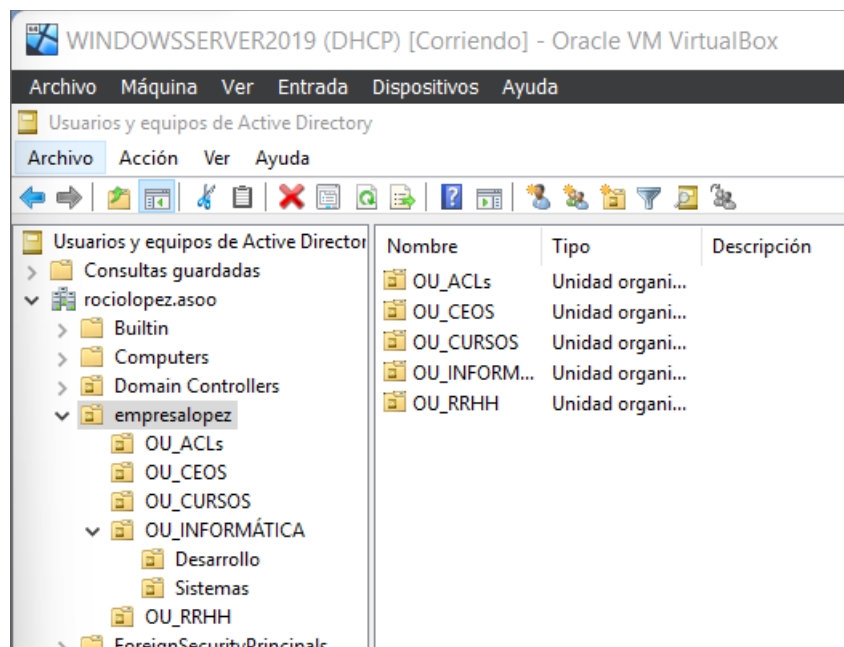 WINDOWSSERVER2019 (DHCP) [Corriendo] - Oracle VM VirtualBox
Archivo Máquina Ver Entrada Dispositivos Ayuda
Usuarios y equipos de Active Directory
Archivo Acción Ver Ayuda
Usuarios y equipos de Active Director
Consultas guardadas
rociolopez.asoo
Builtin
Computers
Domain Controllers
empresalopez
OU_ACLs
OU_CEOS
OU_CURSOS
OU_INFORMÁTICA
Desarrollo
Sistemas
OU_RRHH
ForeignSecurityPrincipals
Nombre Tipo Descripción
OU_ACLs Unidad organi...
OU_CEOS Unidad organi...
OU_CURSOS Unidad organi...
OU_INFORM... Unidad organi...
OU_RRHH Unidad organi...